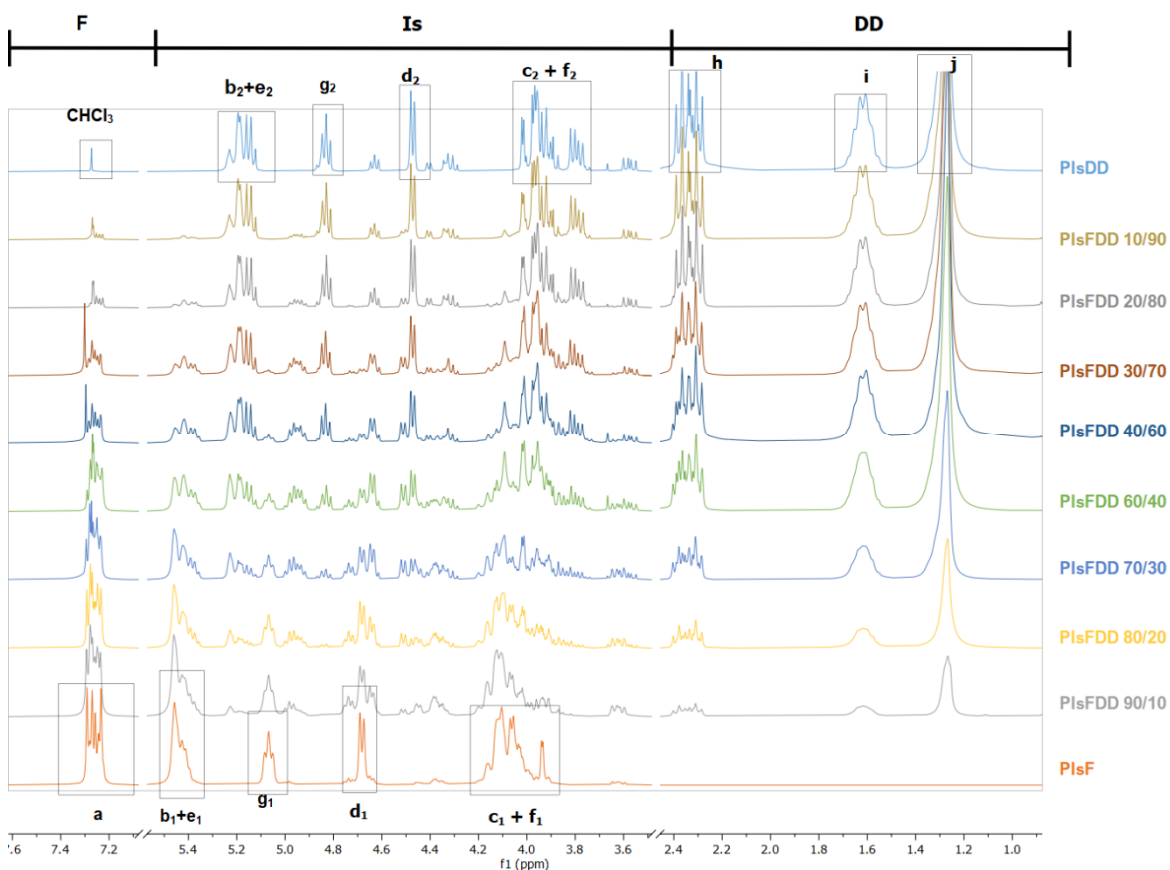 F Is DD
h
d₂ c₂ + f₂
b₂+e₂ g₂ i j
CHCl₃
PIsDD
PIsFDD 10/90
PIsFDD 20/80
PIsFDD 30/70
PIsFDD 40/60
PIsFDD 60/40
PIsFDD 70/30
PIsFDD 80/20
PIsFDD 90/10
PIsF
a b₁+e₁ g₁ d₁ c₁ + f₁
7.6 7.4 7.2 5.4 5.2 5.0 4.8 4.6 4.4 4.2 4.0 3.8 3.6 2.4 2.2 2.0 1.8 1.6 1.4 1.2 1.0
f1 (ppm)